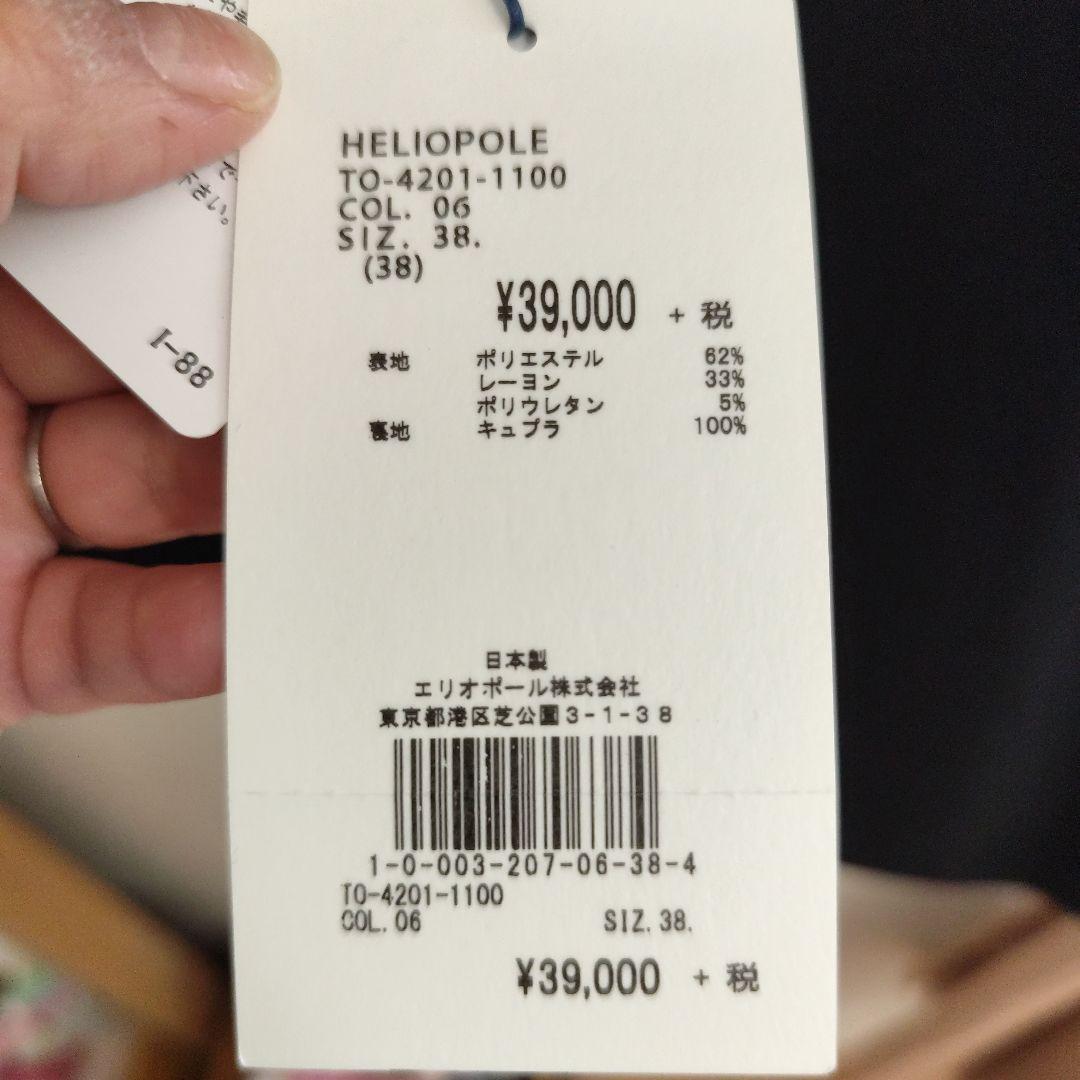 HELIOPOLE
TO-4201-1100
COL. 06
SIZ. 38.
(38)
¥39,000 + 税
表地 ポリエステル 62%
レーヨン 33%
ポリウレタン 5%
裏地 キュプラ 100%
日本製
エリオポール株式会社
東京都港区芝公園3-1-38
1-0-003-207-06-38-4
TO-4201-1100
COL.06 SIZ.38.
¥39,000 + 税
1-88